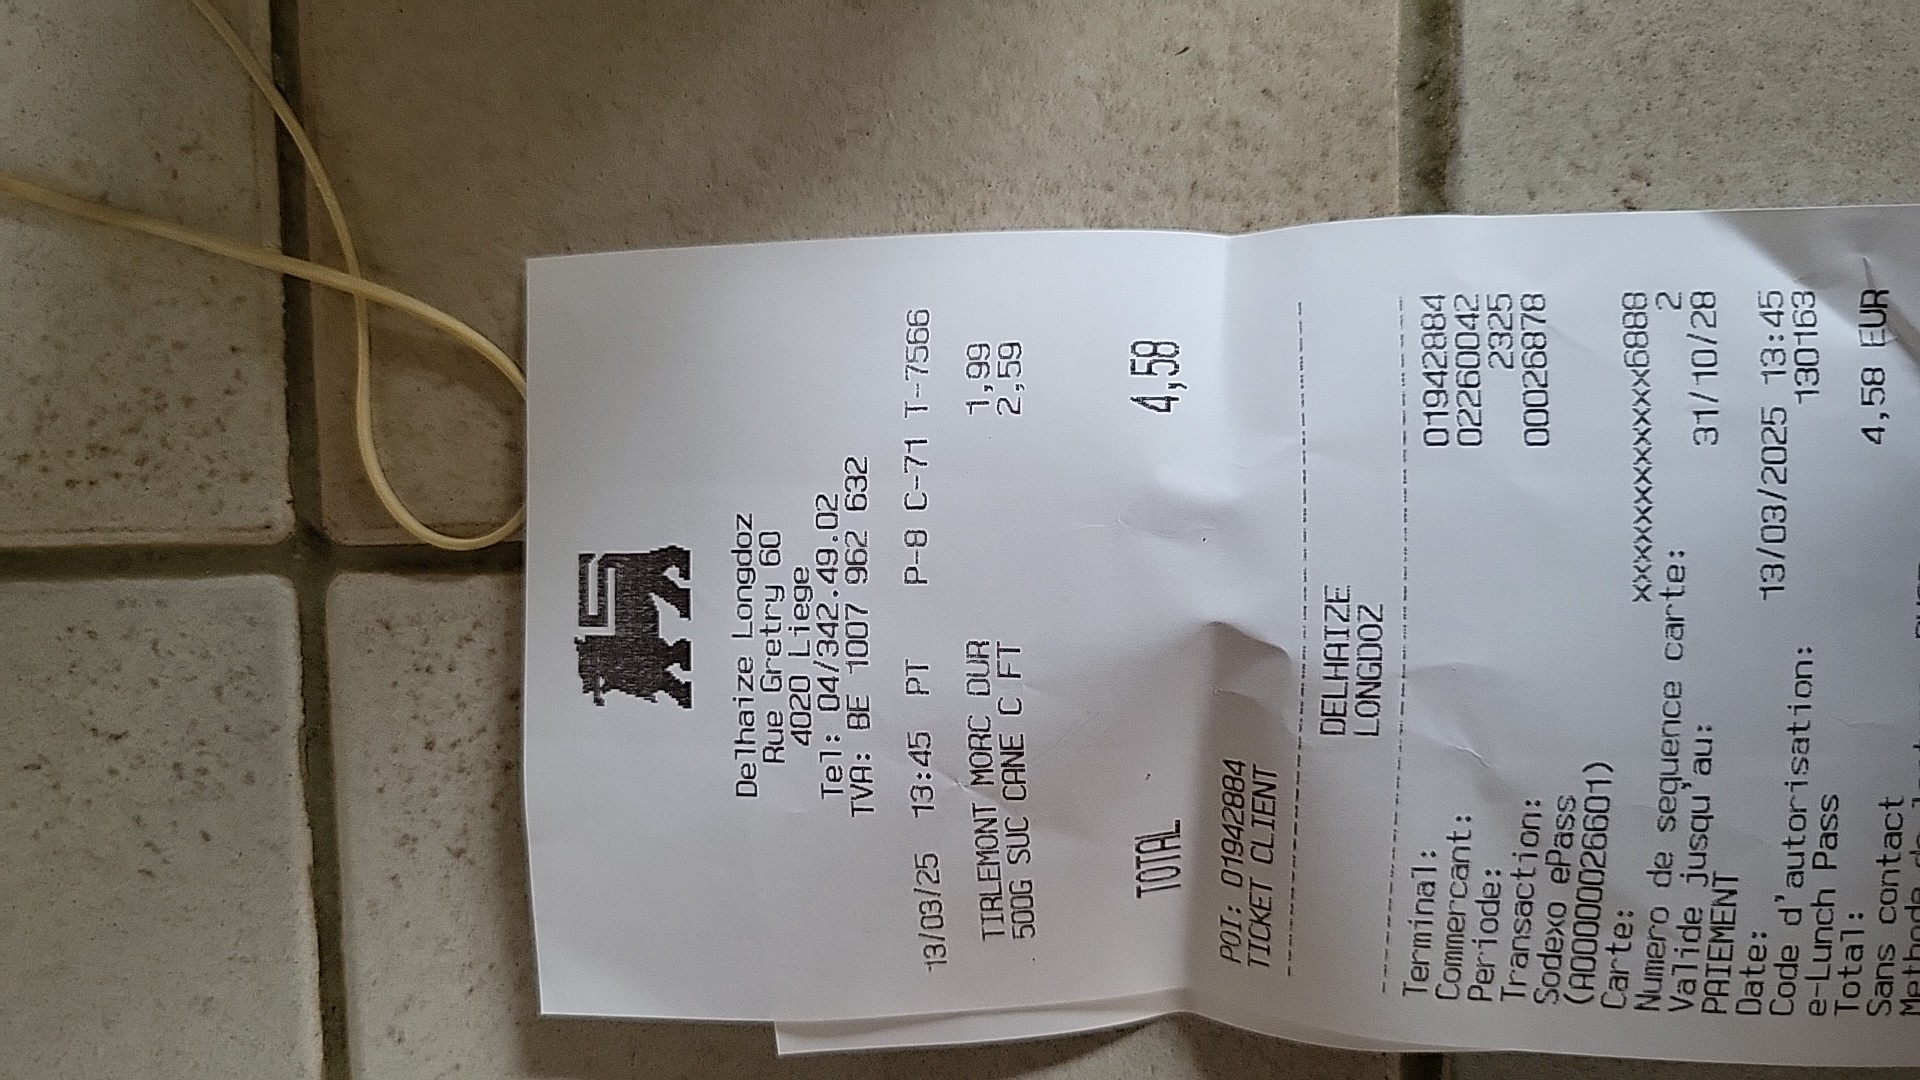 Delhaize Longdoz
Rue Gretry 60
4020 Liege
Tel: 04/342.49.02
TVA: BE 1007 962 632
13/03/25 13:45 PT P-8 C-71 T-7566
TIRLEMONT MORC DUR 1,99
500G SUC CANE C FT 2,59
TOTAL 4,58
POI: 01942884
TICKET CLIENT
DELHAIZE
LONGDOZ
Terminal: 01942884
Commercant: 02260042
Periode: 2325
Transaction: 00026878
Sodexo ePass
(A0000026601)
Carte: xxxxxxxxxxxxxxx6888
Numero de sequence carte: 2
Valide jusqu'au: 31/10/28
PAIEMENT
Date: 13/03/2025 13:45
Code d'autorisation: 130163
e-Lunch Pass
Total: 4,58 EUR
Sans contact